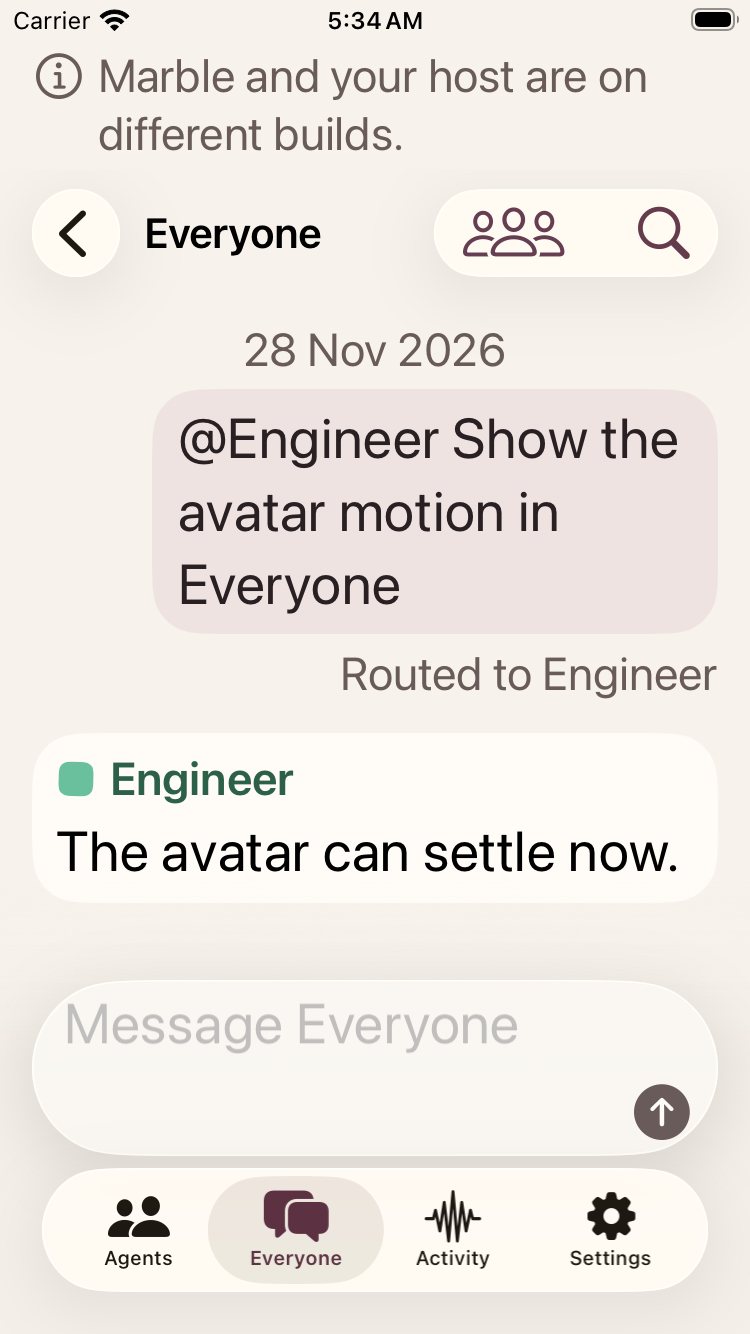 Carrier 5:34 AM
Marble and your host are on
different builds.
Everyone
28 Nov 2026
@Engineer Show the
avatar motion in
Everyone
Routed to Engineer
Engineer
The avatar can settle now.
Message Everyone
Agents Everyone Activity Settings